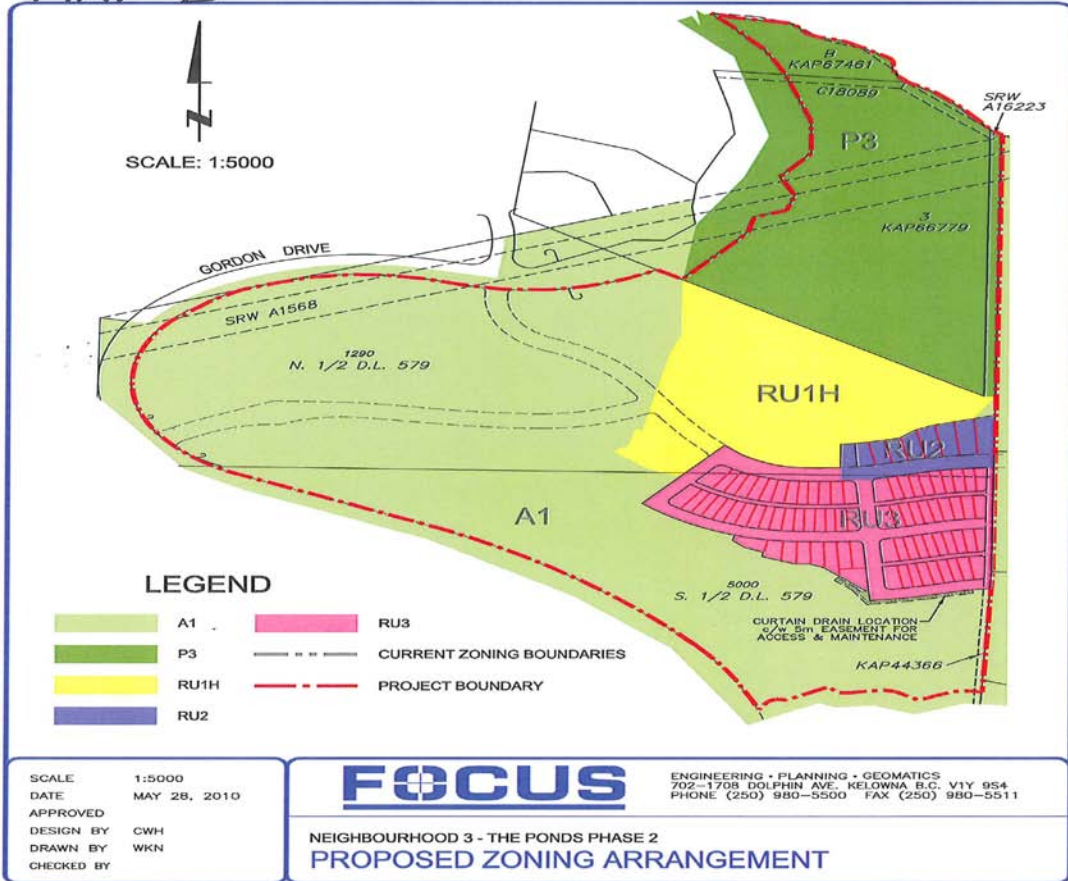 N
SCALE: 1:5000
B
KAP67461
C18089
SRW
A16223
P3
3
KAP66779
GORDON DRIVE
SRW A1568
1290
N. 1/2 D.L. 579
RU1H
RU2
RU3
A1
5000
S. 1/2 D.L. 579
CURTAIN DRAIN LOCATION
c/w 5m EASEMENT FOR
ACCESS & MAINTENANCE
KAP44366
LEGEND
A1
RU3
P3
CURRENT ZONING BOUNDARIES
RU1H
PROJECT BOUNDARY
RU2
SCALE 1:5000
DATE MAY 28, 2010
APPROVED
DESIGN BY CWH
DRAWN BY WKN
CHECKED BY
FOCUS
ENGINEERING • PLANNING • GEOMATICS
702-1708 DOLPHIN AVE. KELOWNA B.C. V1Y 9S4
PHONE (250) 980-5500 FAX (250) 980-5511
NEIGHBOURHOOD 3 - THE PONDS PHASE 2
PROPOSED ZONING ARRANGEMENT